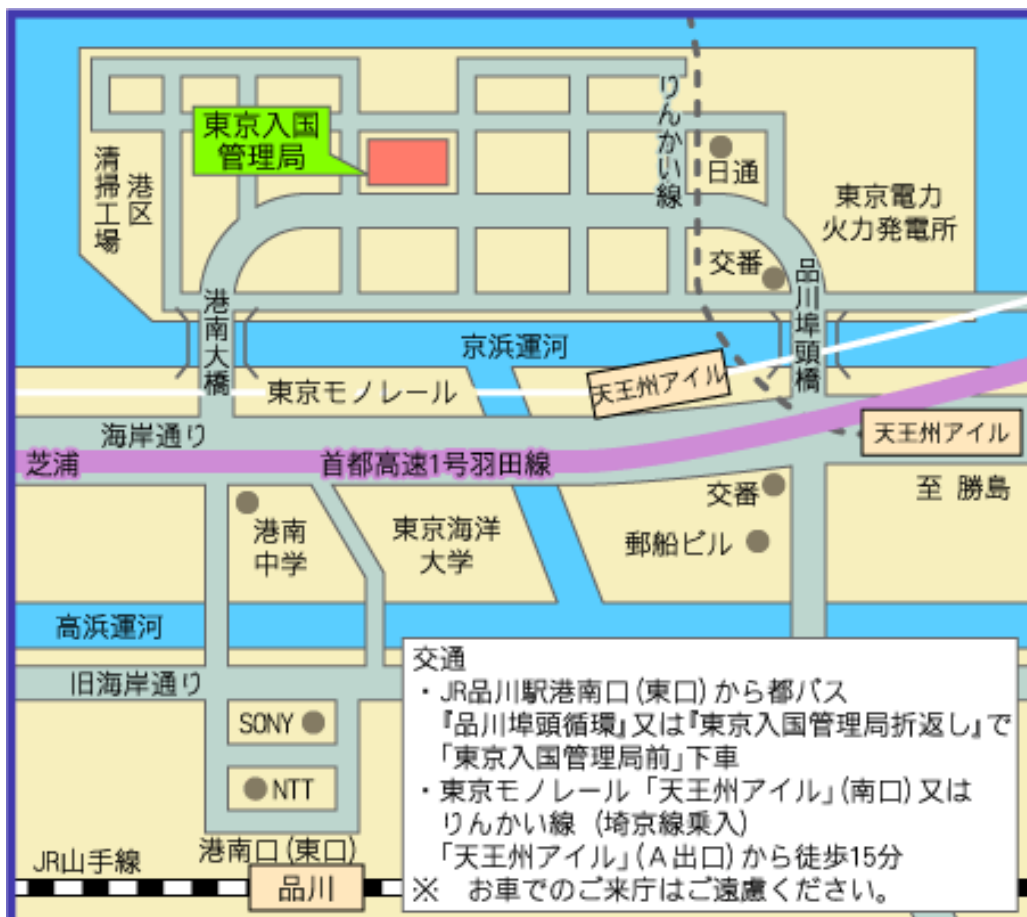 東京入国
管理局
りんかい線
日通
港区
清掃工場
東京電力
火力発電所
交番
港南大橋
品川埠頭橋
京浜運河
天王州アイル
東京モノレール
海岸通り
天王州アイル
芝浦
首都高速1号羽田線
港南
中学
東京海洋
大学
交番
至 勝島
郵船ビル
高浜運河
旧海岸通り
SONY
NTT
港南口(東口)
JR山手線
品川
交通
・JR品川駅港南口(東口)から都バス
『品川埠頭循環』又は『東京入国管理局折返し』で
「東京入国管理局前」下車
・東京モノレール「天王州アイル」(南口)又は
りんかい線 (埼京線乗入)
「天王州アイル」(A出口)から徒歩15分
※ お車でのご来庁はご遠慮ください。